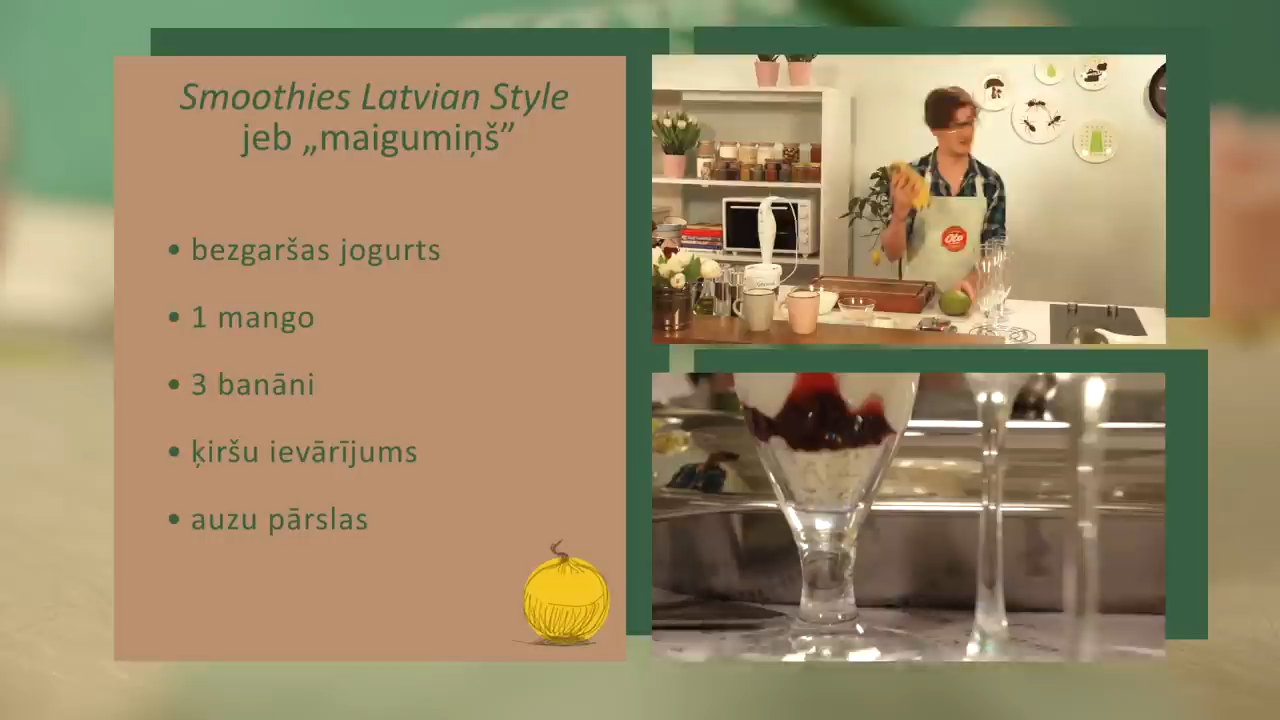 Smoothies Latvian Style
jeb „maigumiņš”
• bezgaršas jogurts
• 1 mango
• 3 banāni
• ķiršu ievārījums
• auzu pārslas